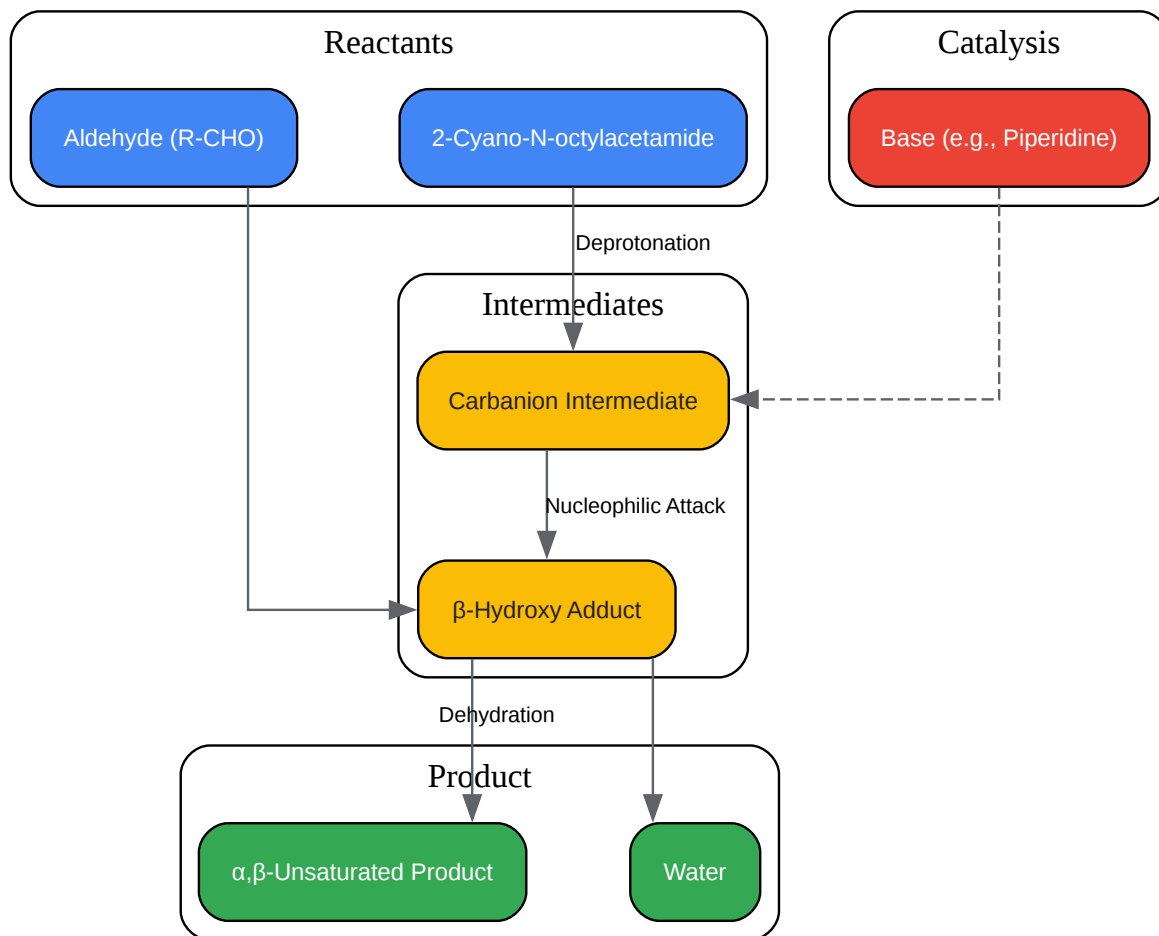 Reactants
Catalysis
Aldehyde (R-CHO)
2-Cyano-N-octylacetamide
Base (e.g., Piperidine)
Deprotonation
Intermediates
Carbanion Intermediate
Nucleophilic Attack
β-Hydroxy Adduct
Dehydration
Product
α,β-Unsaturated Product
Water